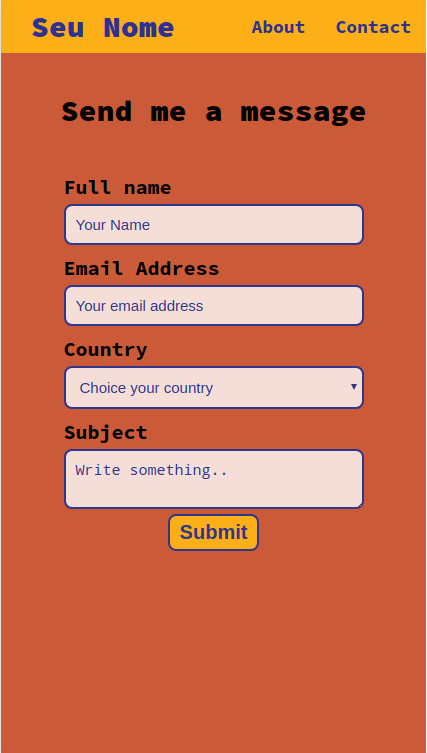 Seu Nome About Contact
Send me a message
Full name
Your Name
Email Address
Your email address
Country
Choice your country
Subject
Write something..
Submit